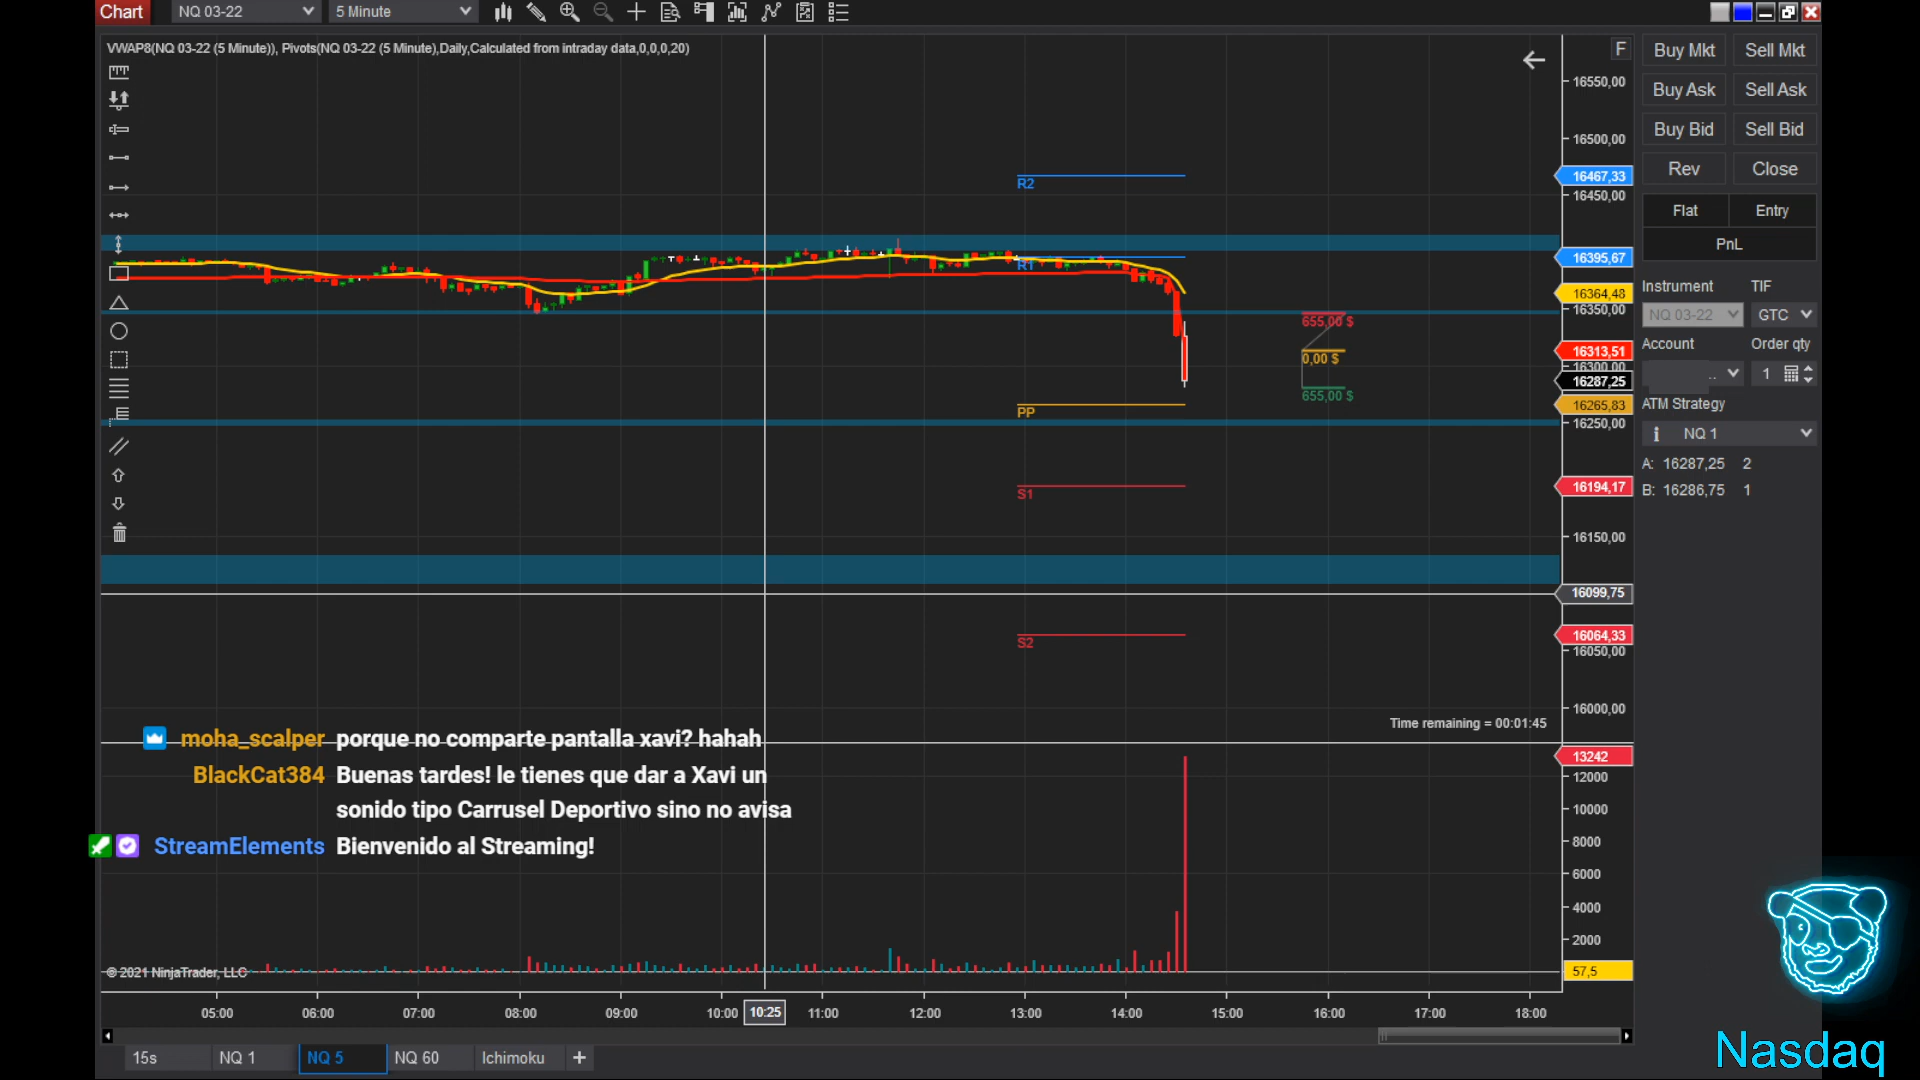 Chart NQ 03-22 5 Minute
VWAP8(NQ 03-22 (5 Minute)), Pivots(NQ 03-22 (5 Minute),Daily,Calculated from intraday data,0,0,0,20)
F
Buy Mkt Sell Mkt
Buy Ask Sell Ask
Buy Bid Sell Bid
Rev Close
Flat Entry
PnL
Instrument TIF
NQ 03-22 GTC
Account Order qty
.. 1
ATM Strategy
NQ 1
A: 16287,25 2
B: 16286,75 1
16550,00
16500,00
16467,33
16450,00
16395,67
16364,48
16350,00
16313,51
16300,00
16287,25
16265,83
16250,00
16194,17
16150,00
16099,75
16064,33
16050,00
16000,00
R2
R1
655,00 $
0,00 $
655,00 $
PP
S1
S2
Time remaining = 00:01:45
moha_scalper porque no comparte pantalla xavi? hahah
BlackCat384 Buenas tardes! le tienes que dar a Xavi un
sonido tipo Carrusel Deportivo sino no avisa
StreamElements Bienvenido al Streaming!
13242
12000
10000
8000
6000
4000
2000
57,5
© 2021 NinjaTrader, LLC
05:00 06:00 07:00 08:00 09:00 10:00 10:25 11:00 12:00 13:00 14:00 15:00 16:00 17:00 18:00
15s NQ 1 NQ 5 NQ 60 Ichimoku +
Nasdaq